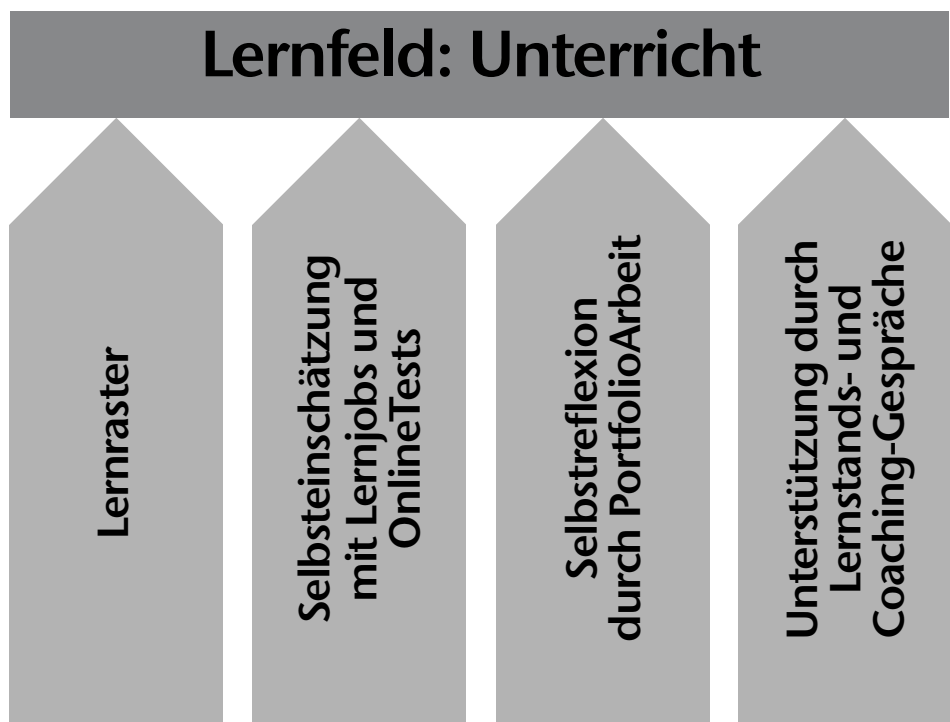 Lernfeld: Unterricht
Lernraster
Selbsteinschätzung
mit Lernjobs und
OnlineTests
Selbstreflexion
durch PortfolioArbeit
Unterstützung durch
Lernstands- und
Coaching-Gespräche